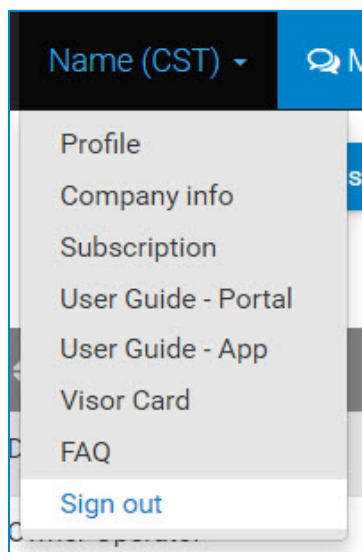 Name (CST)
Profile
Company info
Subscription
User Guide - Portal
User Guide - App
Visor Card
FAQ
Sign out